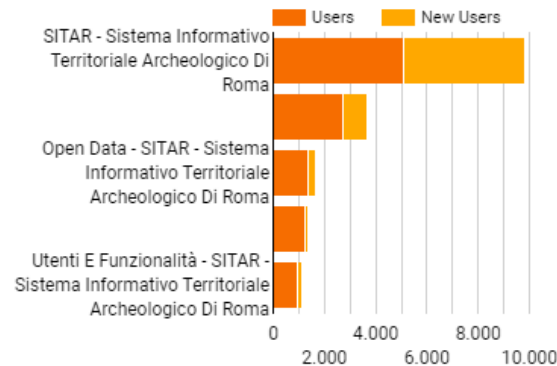 Users
New Users
SITAR - Sistema Informativo
Territoriale Archeologico Di
Roma
Open Data - SITAR - Sistema
Informativo Territoriale
Archeologico Di Roma
Utenti E Funzionalità - SITAR -
Sistema Informativo Territoriale
Archeologico Di Roma
0
4.000
8.000
2.000
6.000
10.000